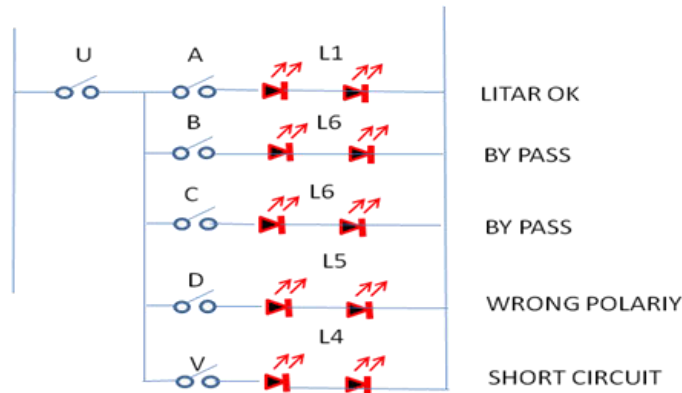 U A L1
LITAR OK
B L6
BY PASS
C L6
BY PASS
D L5
WRONG POLARIY
V L4
SHORT CIRCUIT